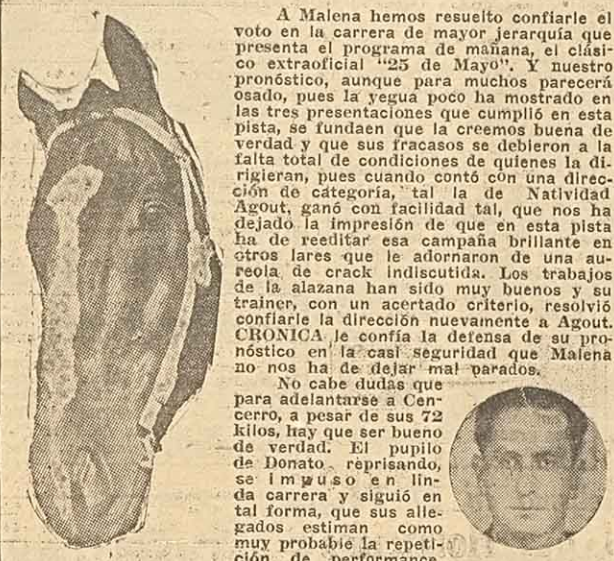 A Malena hemos resuelto confiarle el
voto en la carrera de mayor jerarquía que
presenta el programa de mañana, el clási-
co extraoficial "25 de Mayo". Y nuestro
pronóstico, aunque para muchos parecerá
osado, pues la yegua poco ha mostrado en
las tres presentaciones que cumplió en esta
pista, se fundaen que la creemos buena de
verdad y que sus fracasos se debieron a la
falta total de condiciones de quienes la di-
rigieran, pues cuando contó con una direc-
ción de categoría, tal la de Natividad
Agout, ganó con facilidad tal, que nos ha
dejado la impresión de que en esta pista
ha de reeditar esa campaña brillante en
otros lares que le adornaron de una au-
reola de crack indiscutida. Los trabajos
de la alazana han sido muy buenos y su
trainer, con un acertado criterio, resolvió
confiarle la dirección nuevamente a Agout.
CRONICA le confía la defensa de su pro-
nóstico en la casi seguridad que Malena
no nos ha de dejar mal parados.
No cabe dudas que
para adelantarse a Cen-
cerro, a pesar de sus 72
kilos, hay que ser bueno
de verdad. El pupilo
de Donato reprisando,
se impuso en lin-
da carrera y siguió en
tal forma, que sus alle-
gados estiman como
muy probable la repeti-
ción de performance.